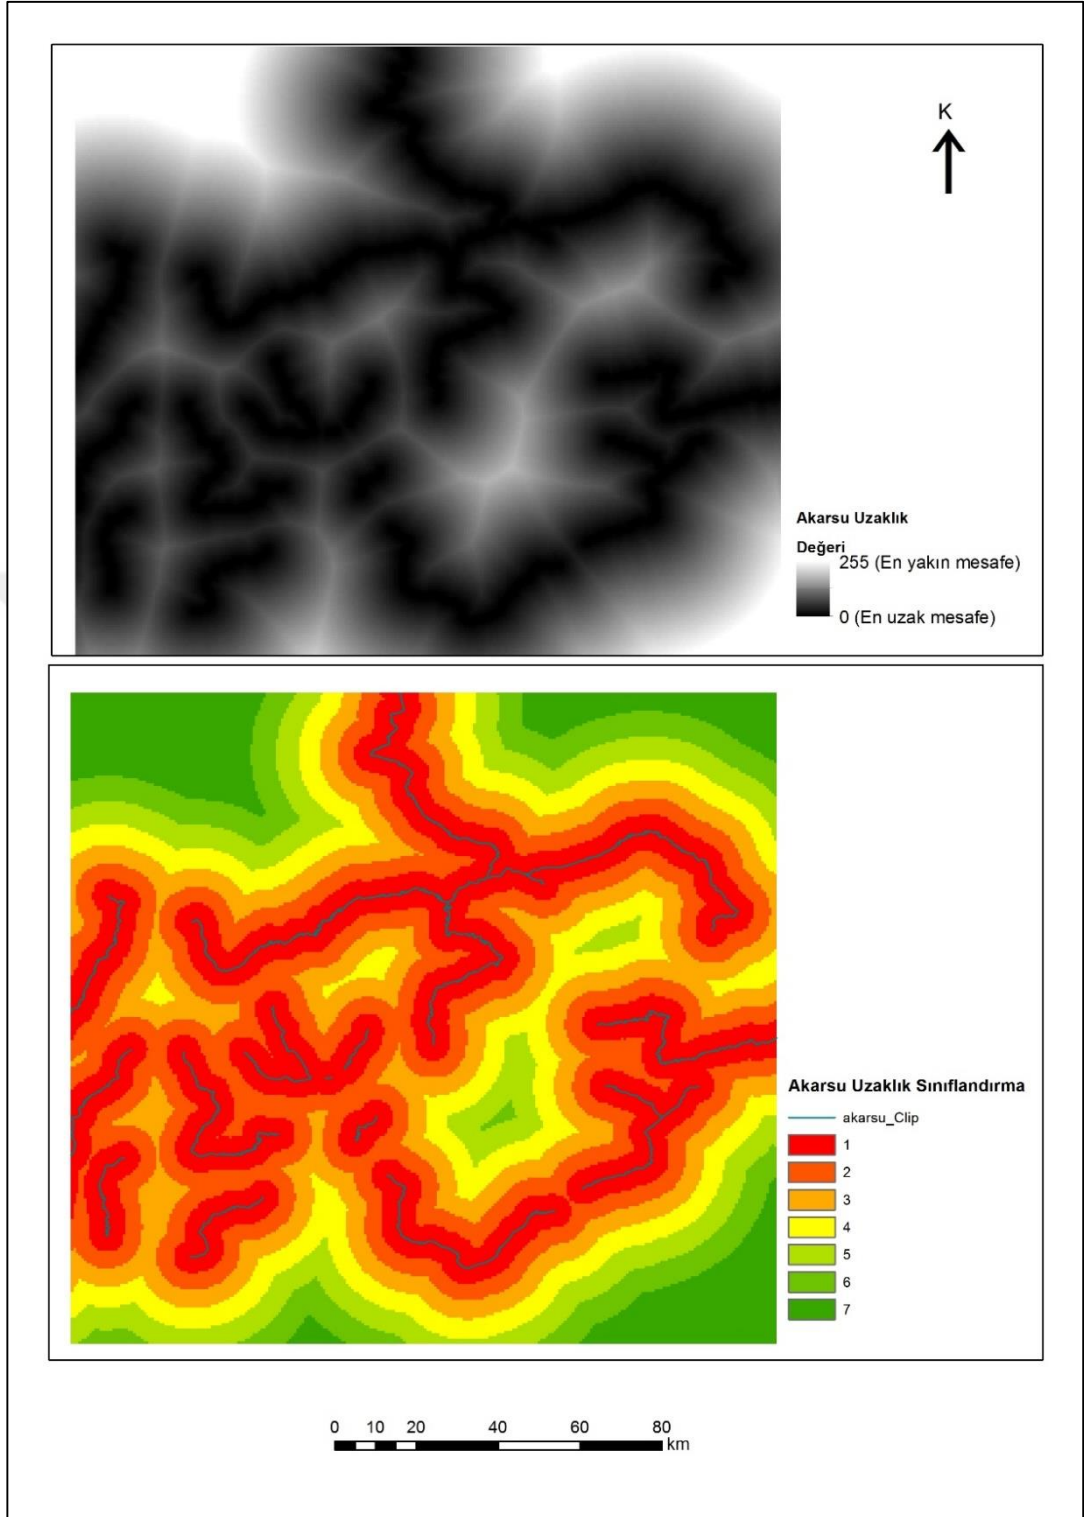 K
Akarsu Uzaklık
Değeri
255 (En yakın mesafe)
0 (En uzak mesafe)
Akarsu Uzaklık Sınıflandırma
akarsu_Clip
1
2
3
4
5
6
7
0 10 20 40 60 80
km